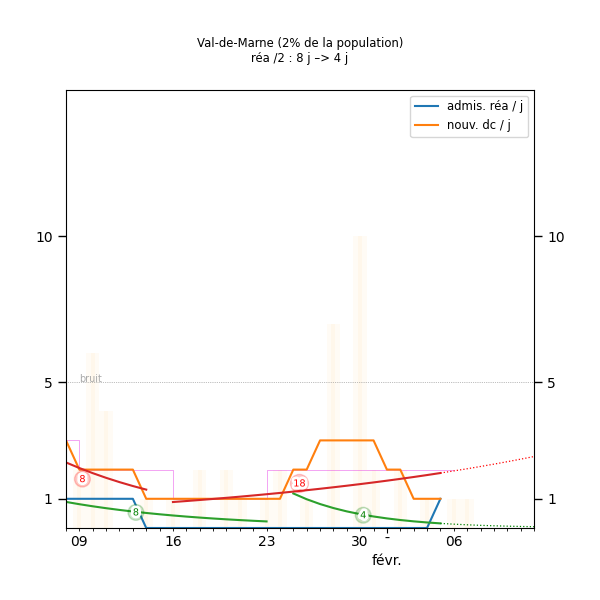 Val-de-Marne (2% de la population)
réa /2 : 8 j –> 4 j
admis. réa / j
nouv. dc / j
10
10
bruit
5
5
8
18
1
1
8
4
09
16
23
30
06
févr.